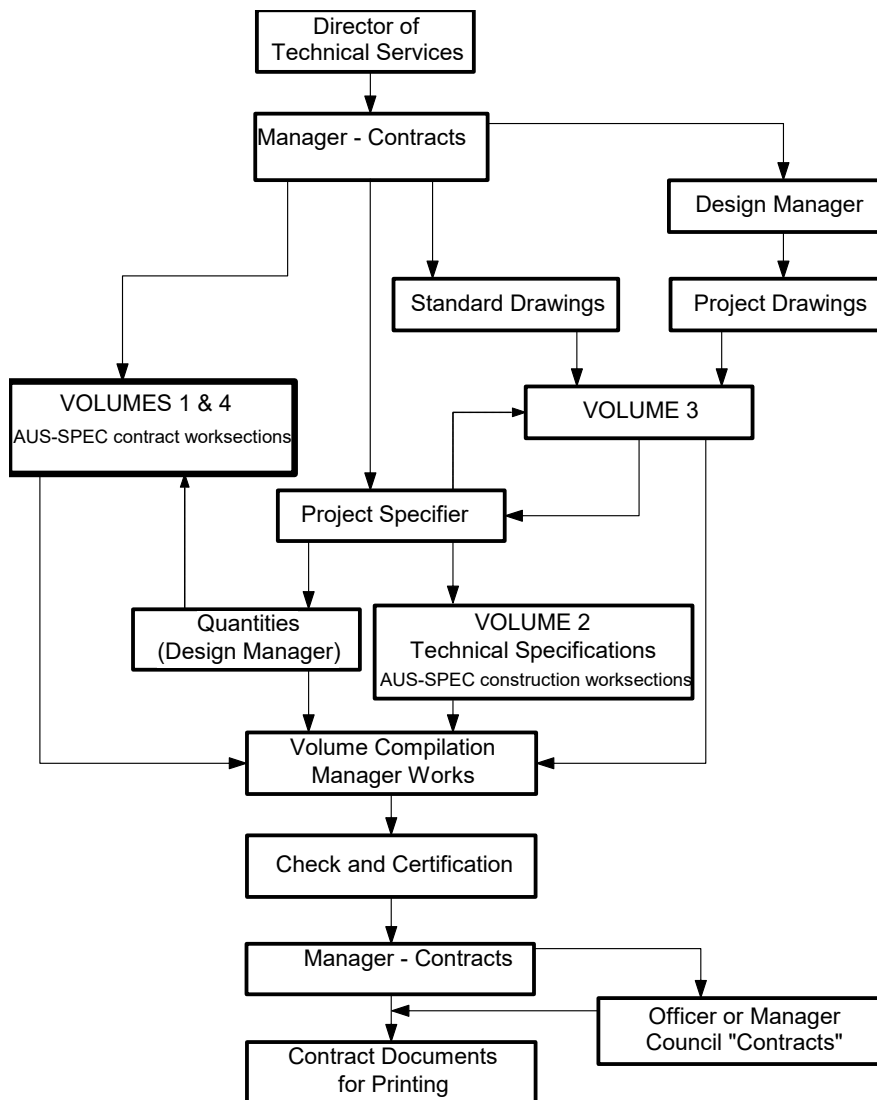 Director of
Technical Services
Manager - Contracts
Design Manager
Standard Drawings
Project Drawings
VOLUMES 1 & 4
AUS-SPEC contract worksections
VOLUME 3
Project Specifier
Quantities
(Design Manager)
VOLUME 2
Technical Specifications
AUS-SPEC construction worksections
Volume Compilation
Manager Works
Check and Certification
Manager - Contracts
Officer or Manager
Council "Contracts"
Contract Documents
for Printing